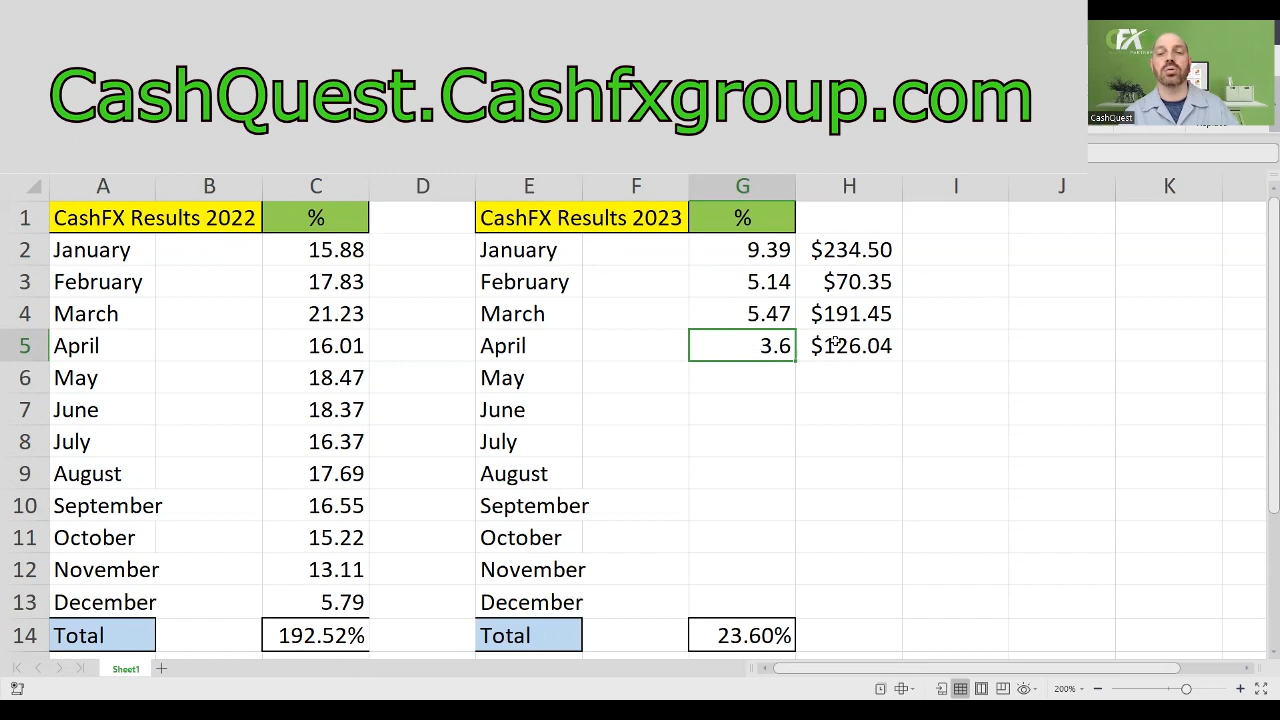 CashQuest.Cashfxgroup.com
CFX
CashQuest
A B C D E F G H I J K
1 CashFX Results 2022 % CashFX Results 2023 %
2 January 15.88 January 9.39 $234.50
3 February 17.83 February 5.14 $70.35
4 March 21.23 March 5.47 $191.45
5 April 16.01 April 3.6 $126.04
6 May 18.47 May
7 June 18.37 June
8 July 16.37 July
9 August 17.69 August
10 September 16.55 September
11 October 15.22 October
12 November 13.11 November
13 December 5.79 December
14 Total 192.52% Total 23.60%
Sheet1
200%